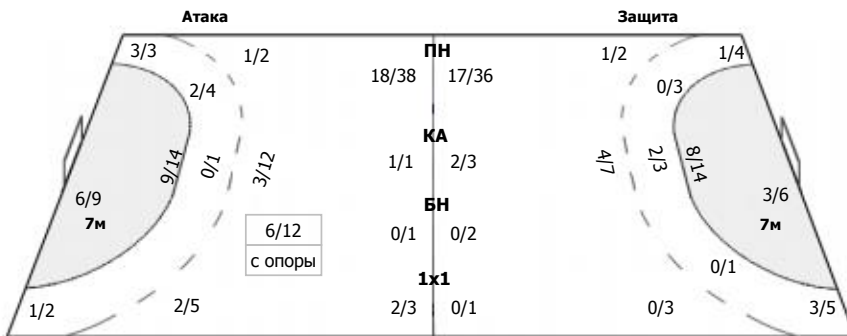 Атака Защита
3/3 1/2 ПН 1/2 1/4
2/4 18/38 17/36 0/3
КА
9/14 0/1 3/12 1/1 2/3 4/7 2/3 8/14
6/9 БН 3/6
7м 6/12 0/1 0/2 7м
с опоры 0/1
1x1
1/2 2/5 2/3 0/1 0/3 3/5